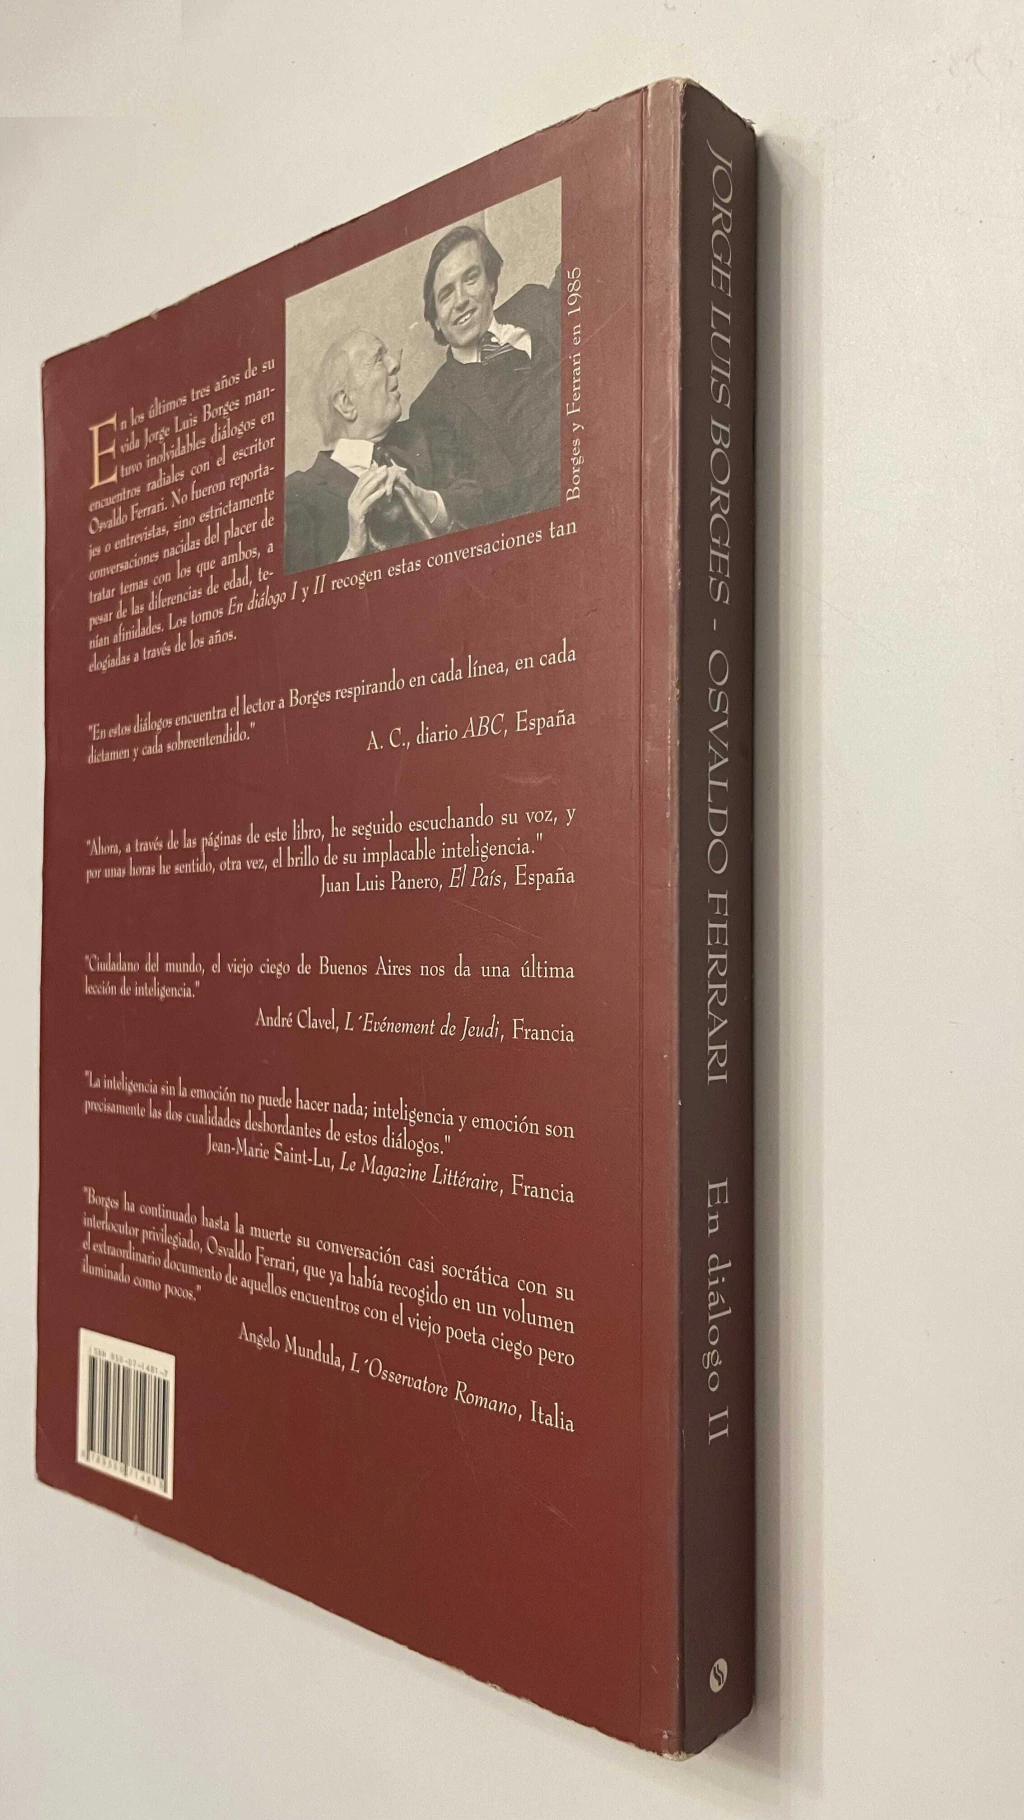 En los últimos tres años de su
vida Jorge Luis Borges man-
tuvo inolvidables diálogos en
encuentros radiales con el escritor
Osvaldo Ferrari. No fueron reporta-
jes o entrevistas, sino estrictamente
conversaciones nacidas del placer de
tratar temas con los que ambos, a
pesar de las diferencias de edad, te-
nían afinidades. Los tomos En diálogo I y II recogen estas conversaciones tan
elogiadas a través de los años.
Borges y Ferrari en 1985
"En estos diálogos encuentra el lector a Borges respirando en cada línea, en cada
dictamen y cada sobreentendido."
A. C., diario ABC, España
"Ahora, a través de las páginas de este libro, he seguido escuchando su voz, y
por unas horas he sentido, otra vez, el brillo de su implacable inteligencia."
Juan Luis Panero, El País, España
"Ciudadano del mundo, el viejo ciego de Buenos Aires nos da una última
lección de inteligencia."
André Clavel, L´Evénement de Jeudi, Francia
"La inteligencia sin la emoción no puede hacer nada; inteligencia y emoción son
precisamente las dos cualidades desbordantes de estos diálogos."
Jean-Marie Saint-Lu, Le Magazine Littéraire, Francia
"Borges ha continuado hasta la muerte su conversación casi socrática con su
interlocutor privilegiado, Osvaldo Ferrari, que ya había recogido en un volumen
el extraordinario documento de aquellos encuentros con el viejo poeta ciego pero
iluminado como pocos."
Angelo Mundula, L´Osservatore Romano, Italia
ISBN 950-07-1481-7
JORGE LUIS BORGES - OSVALDO FERRARI En diálogo II